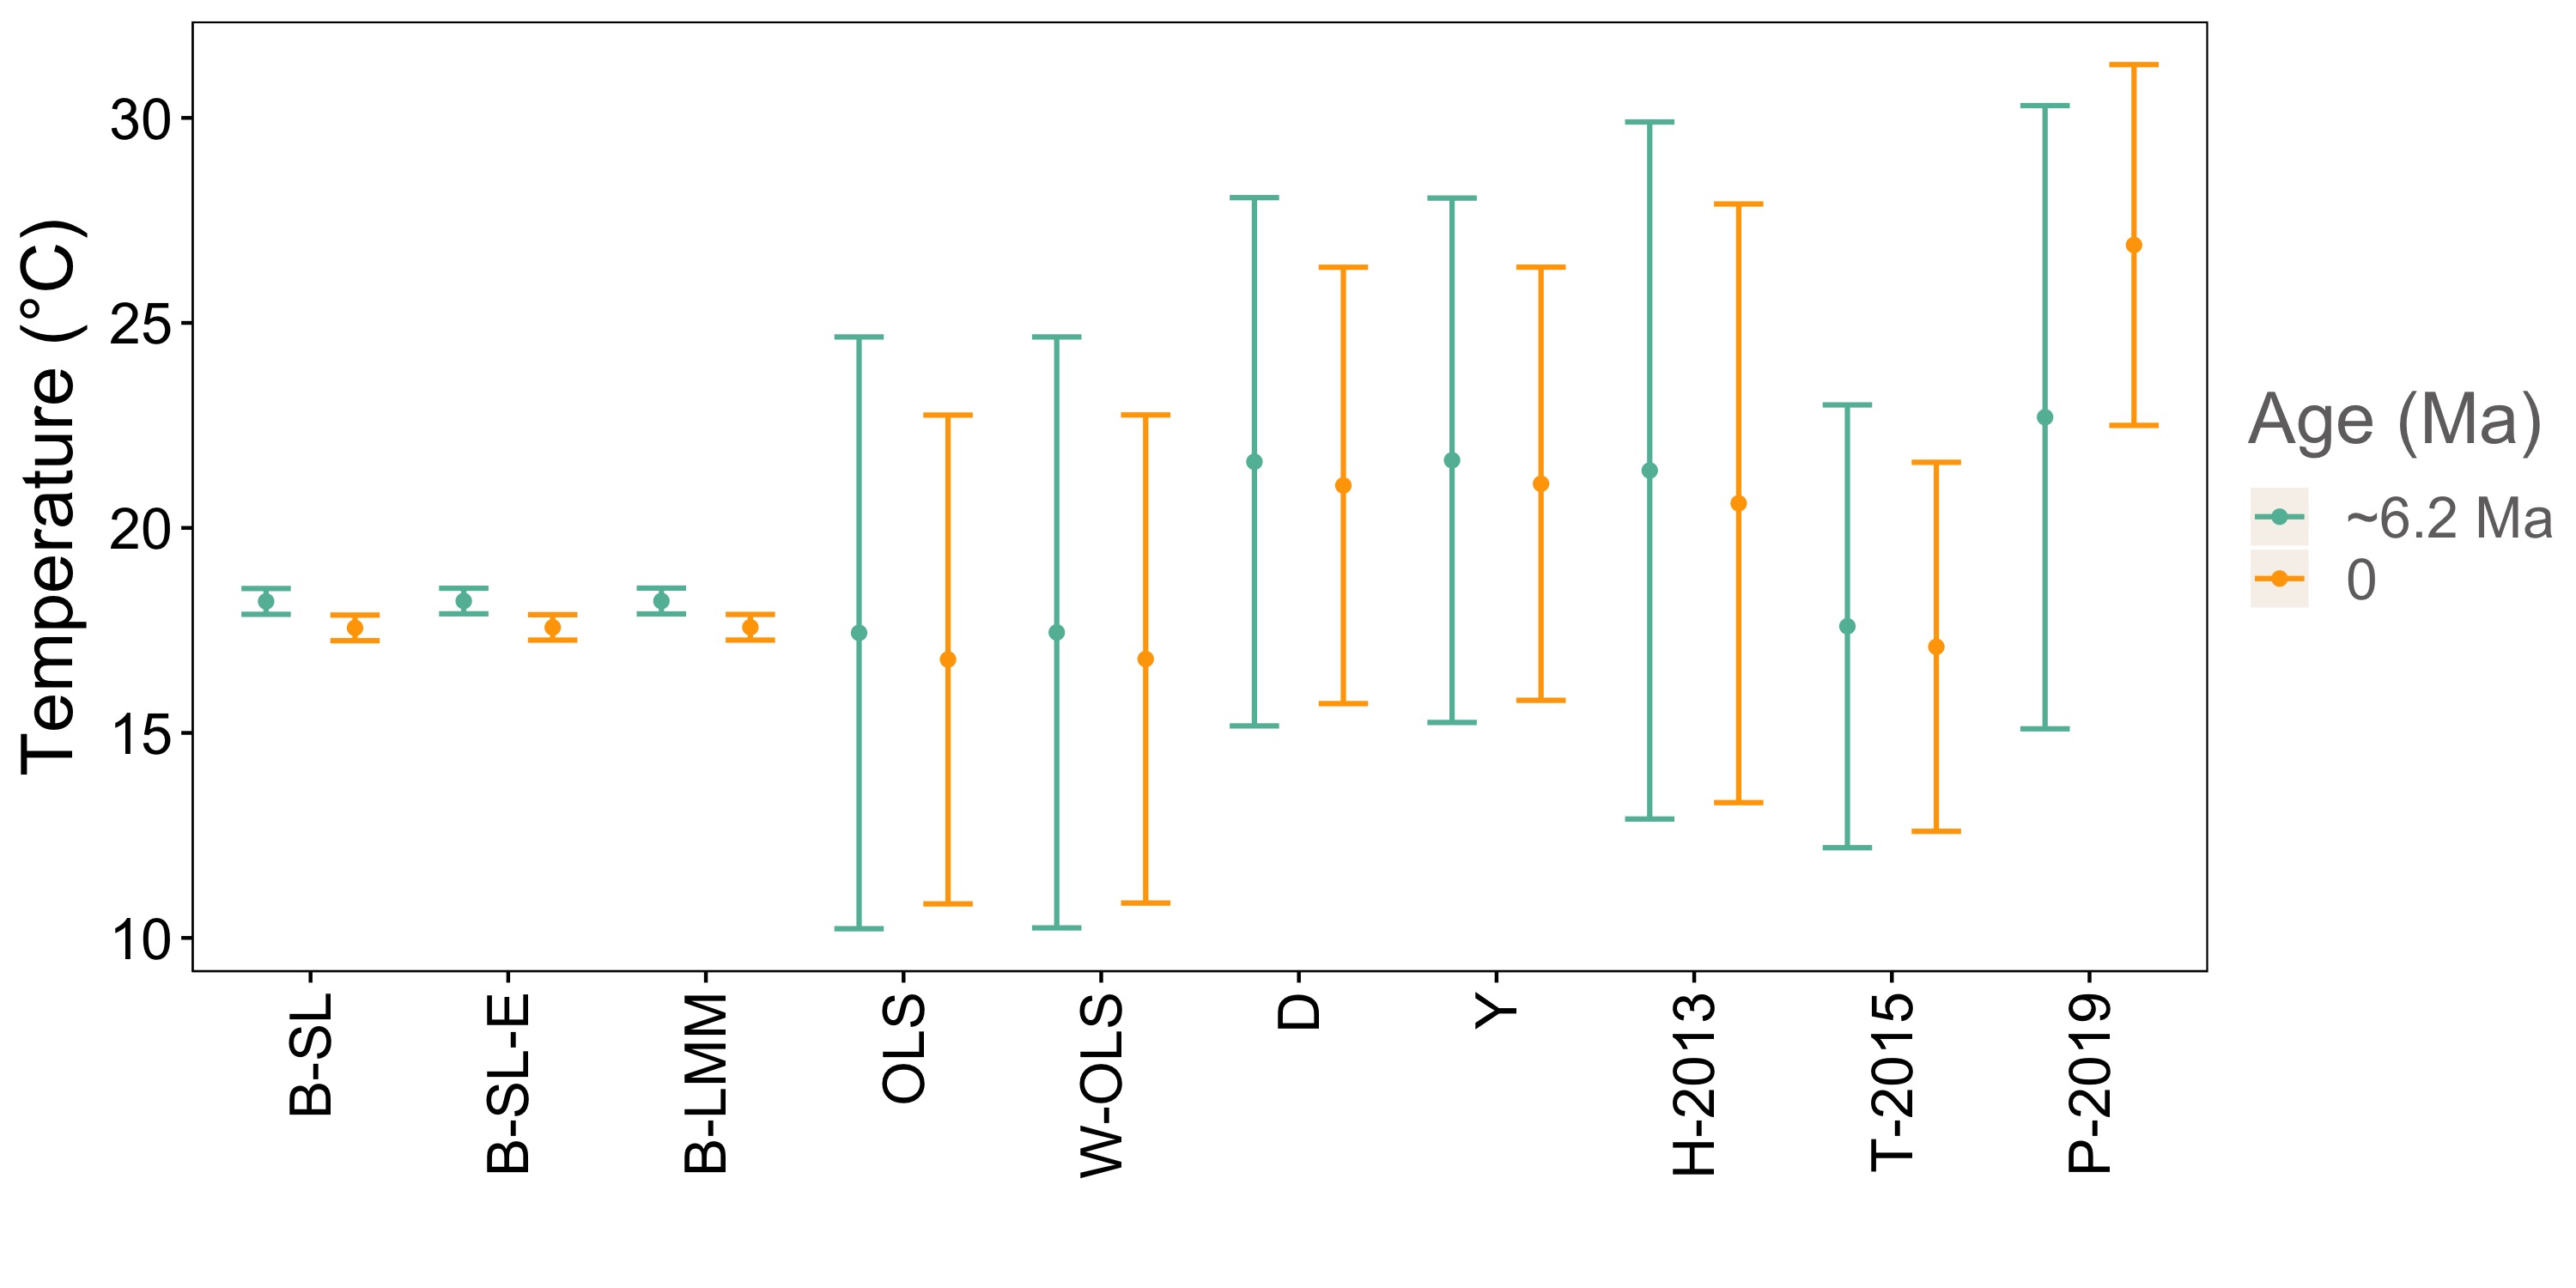 Temperature (°C)
30
25
20
15
10
B-SL
B-SL-E
B-LMM
OLS
W-OLS
D
Y
H-2013
T-2015
P-2019
Age (Ma)
~6.2 Ma
0